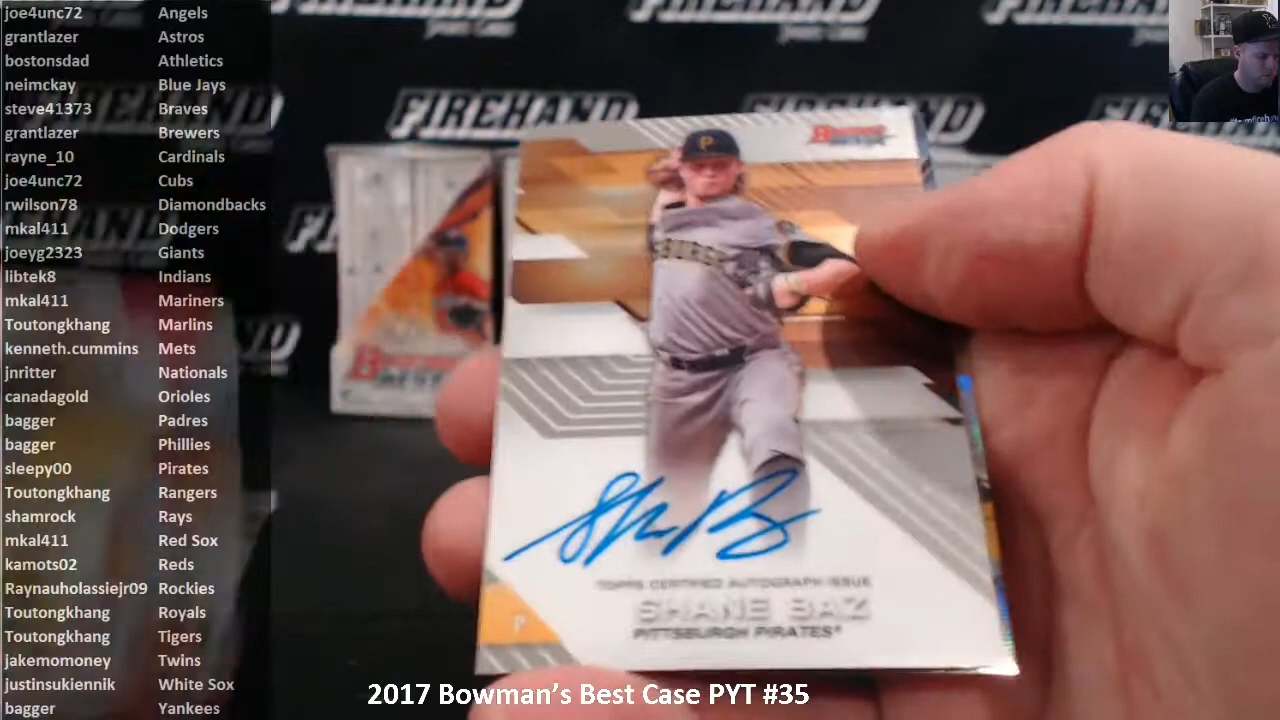 joe4unc72 Angels
grantlazer Astros
bostonsdad Athletics
neimckay Blue Jays
steve41373 Braves
grantlazer Brewers
rayne_10 Cardinals
joe4unc72 Cubs
rwilson78 Diamondbacks
mkal411 Dodgers
joeyg2323 Giants
libtek8 Indians
mkal411 Mariners
Toutongkhang Marlins
kenneth.cummins Mets
jnritter Nationals
canadagold Orioles
bagger Padres
bagger Phillies
sleepy00 Pirates
Toutongkhang Rangers
shamrock Rays
mkal411 Red Sox
kamots02 Reds
Raynauholassiejr09 Rockies
Toutongkhang Royals
Toutongkhang Tigers
jakemomoney Twins
justinsukiennik White Sox
bagger Yankees
FIREHAND
FIREHAND
FIREHAND
Bowman
BEST
P
Shane Baz
TOPPS CERTIFIED AUTOGRAPH ISSUE
SHANE BAZ
PITTSBURGH PIRATES
P
2017 Bowman's Best Case PYT #35